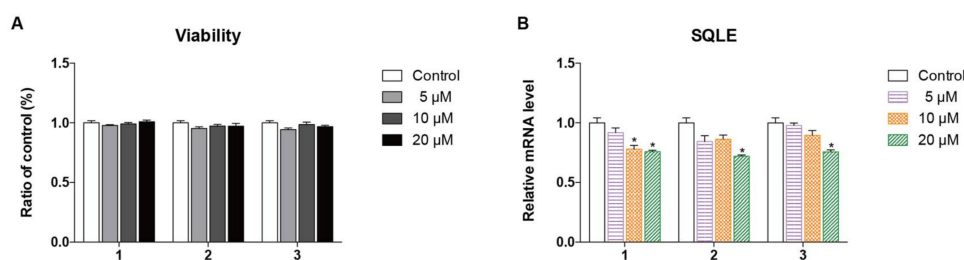 A
Viability
Ratio of control (%)
1.5
1.0
0.5
0.0
1 2 3
Control
5 µM
10 µM
20 µM
B
SQLE
Relative mRNA level
1.5
1.0
0.5
0.0
* * * *
1 2 3
Control
5 µM
10 µM
20 µM